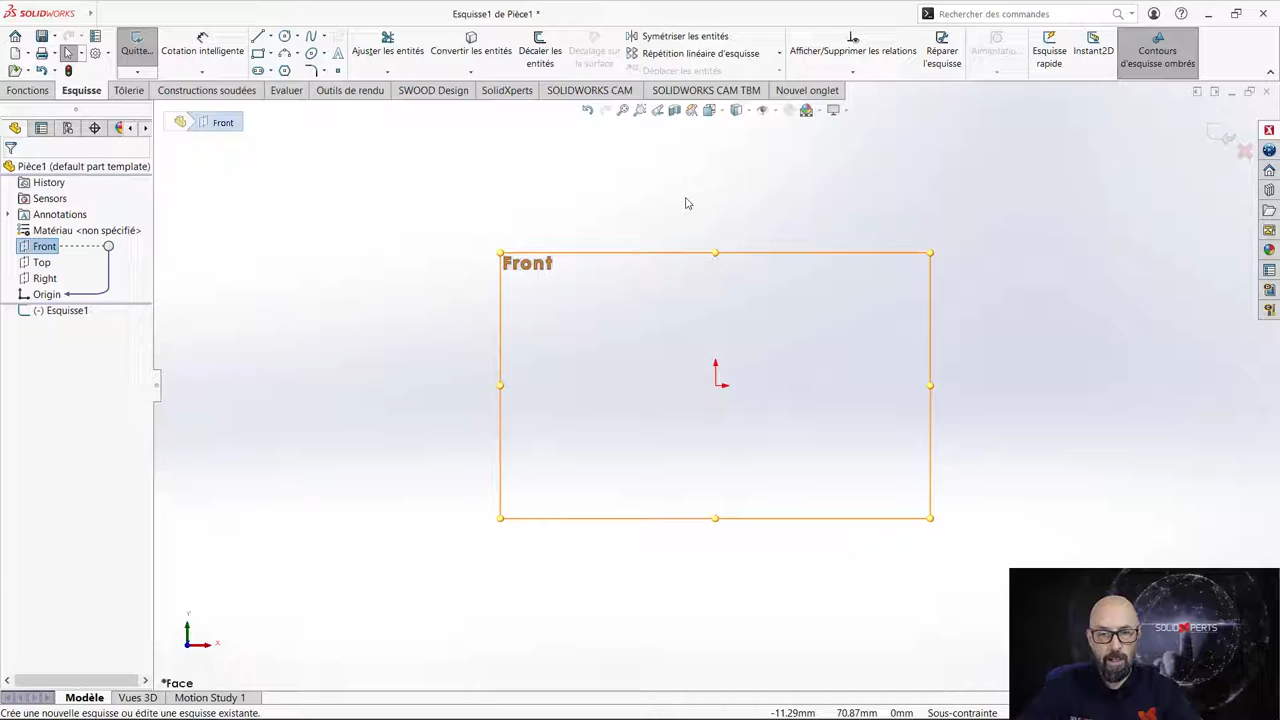 SOLIDWORKS
Esquisse1 de Pièce1 *
Rechercher des commandes
Quitte...
Cotation intelligente
Ajuster les entités
Convertir les entités
Décaler les entités
Décalage sur la surface
Symétriser les entités
Répétition linéaire d'esquisse
Déplacer les entités
Afficher/Supprimer les relations
Réparer l'esquisse
Alimentatio...
Esquisse rapide
Instant2D
Contours d'esquisse ombrés
Fonctions
Esquisse
Tôlerie
Constructions soudées
Evaluer
Outils de rendu
SWOOD Design
SolidXperts
SOLIDWORKS CAM
SOLIDWORKS CAM TBM
Nouvel onglet
Front
Pièce1 (default part template)
History
Sensors
Annotations
Matériau <non spécifié>
Front
Top
Right
Origin
(-) Esquisse1
Front
Y
X
*Face
SOLIDXPERTS
Modèle
Vues 3D
Motion Study 1
Créer une nouvelle esquisse ou édite une esquisse existante.
-11.29mm
70.87mm
0mm
Sous-contrainte